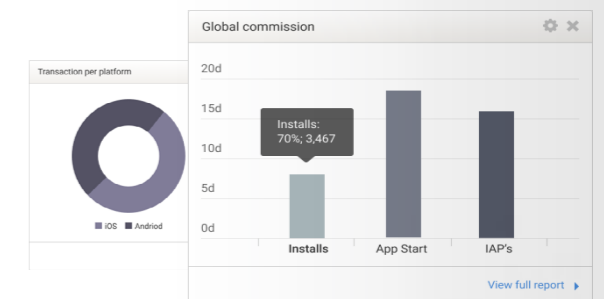 Global commission
Transaction per platform
20d
15d
10d
5d
0d
Installs:
70%; 3,467
Installs
App Start
IAP's
iOS
Andriod
View full report